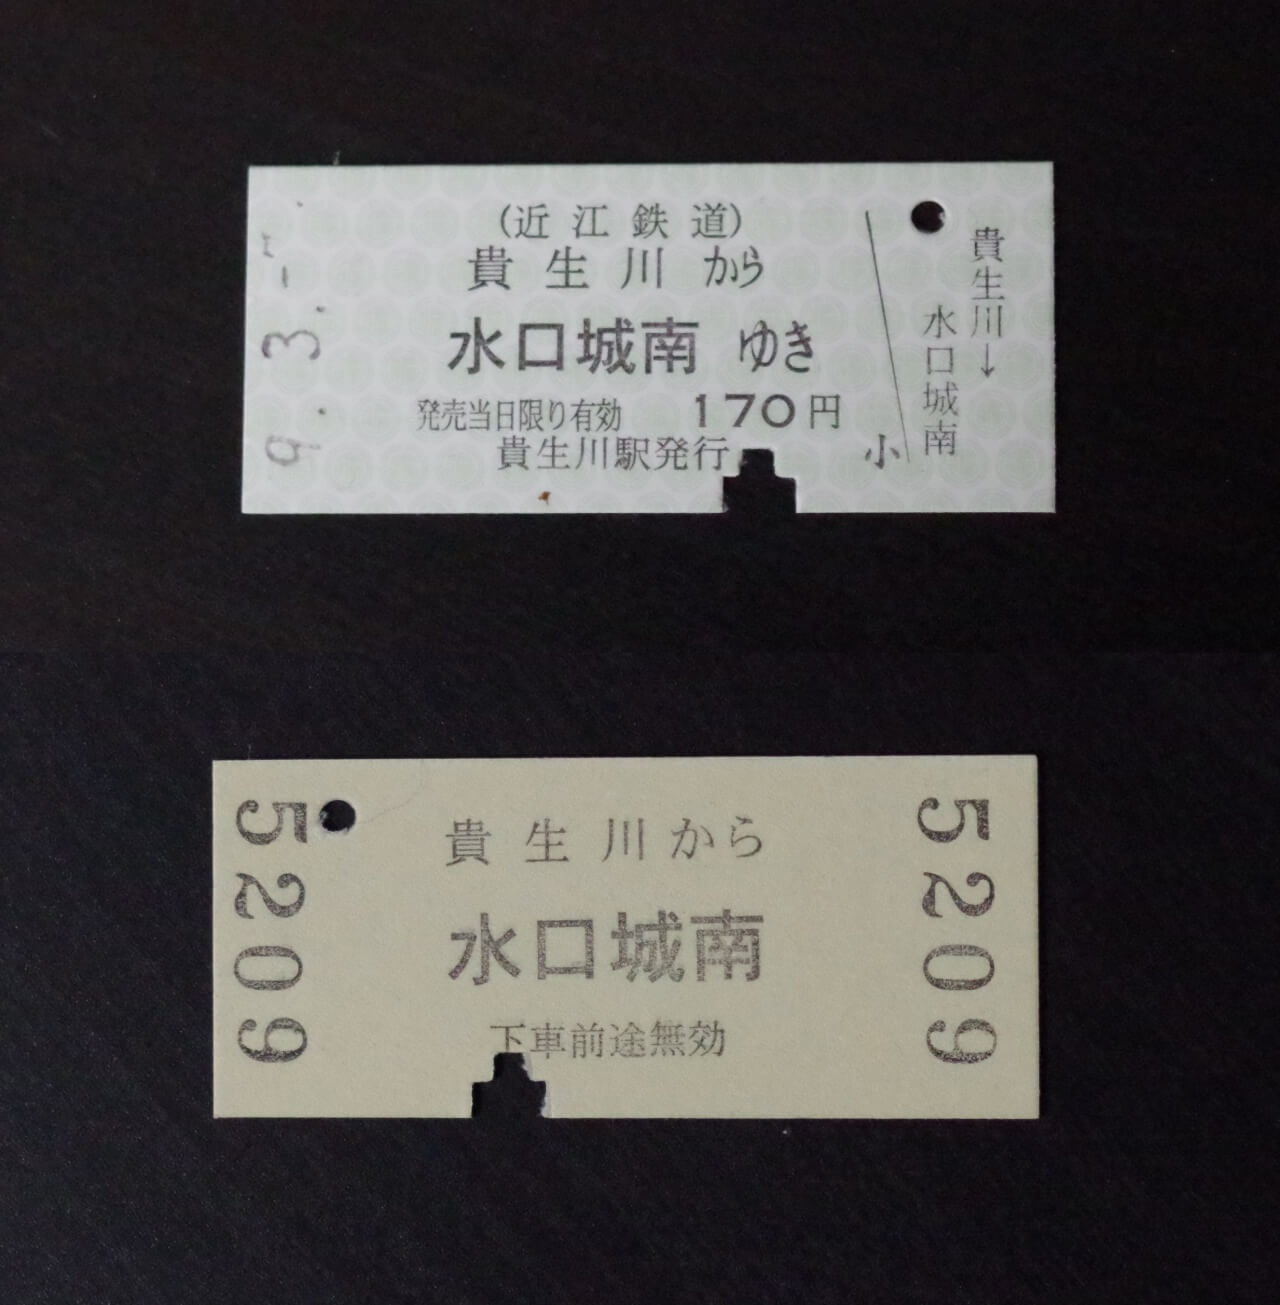 (近江鉄道)
貴生川から
水口城南ゆき
発売当日限り有効 170円
貴生川駅発行
小
貴生川→
水口城南
9.3.-7
5209
貴生川から
水口城南
下車前途無効
5209